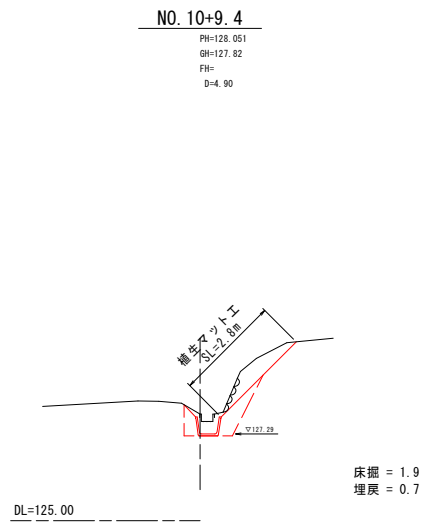 NO.10+9.4
PH=128.051
GH=127.82
FH=
D=4.90
植生マット工
SL=2.8m
▽127.29
床掘 = 1.9
埋戻 = 0.7
DL=125.00